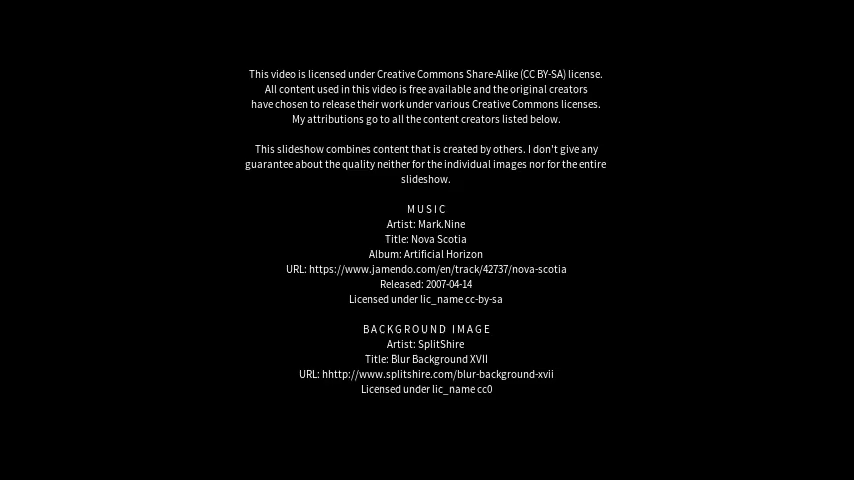 This video is licensed under Creative Commons Share-Alike (CC BY-SA) license.
All content used in this video is free available and the original creators
have chosen to release their work under various Creative Commons licenses.
My attributions go to all the content creators listed below.
This slideshow combines content that is created by others. I don't give any
guarantee about the quality neither for the individual images nor for the entire
slideshow.
MUSIC
Artist: Mark.Nine
Title: Nova Scotia
Album: Artificial Horizon
URL: https://www.jamendo.com/en/track/42737/nova-scotia
Released: 2007-04-14
Licensed under lic_name cc-by-sa
BACKGROUND IMAGE
Artist: SplitShire
Title: Blur Background XVII
URL: hhttp://www.splitshire.com/blur-background-xvii
Licensed under lic_name cc0